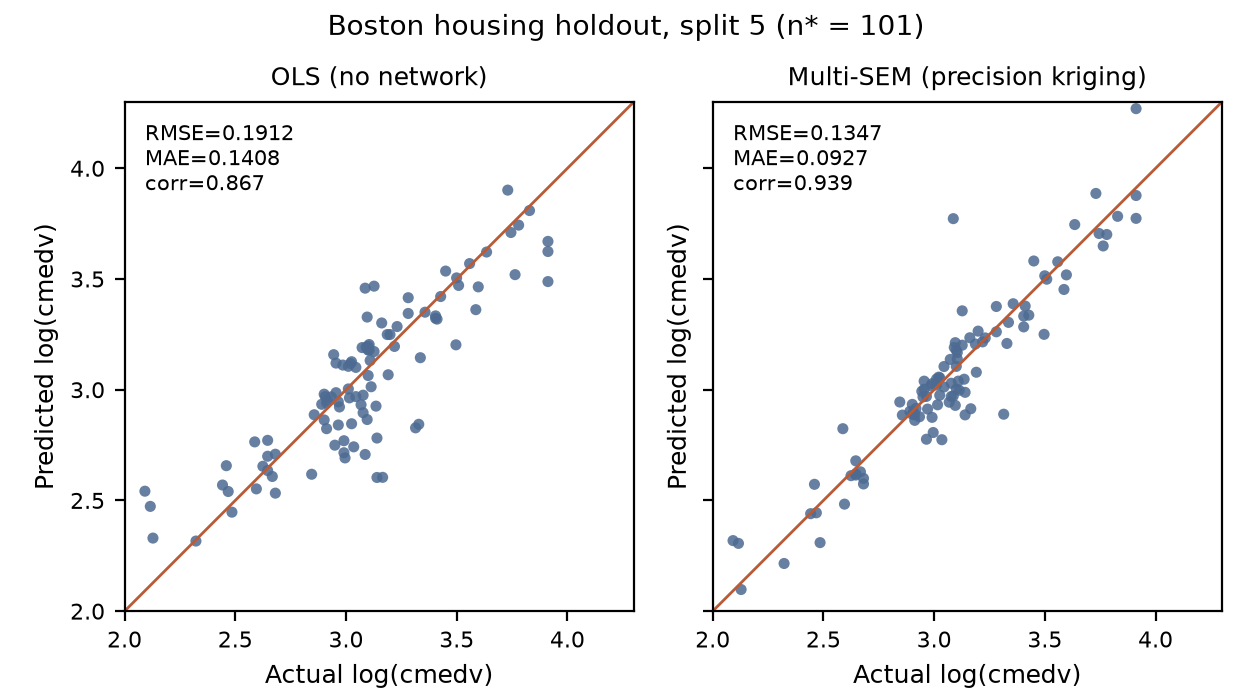 Boston housing holdout, split 5 (n* = 101)
OLS (no network)
RMSE=0.1912
MAE=0.1408
corr=0.867
4.0
3.5
3.0
2.5
2.0
Predicted log(cmedv)
2.0 2.5 3.0 3.5 4.0
Actual log(cmedv)
Multi-SEM (precision kriging)
RMSE=0.1347
MAE=0.0927
corr=0.939
Predicted log(cmedv)
2.0 2.5 3.0 3.5 4.0
Actual log(cmedv)